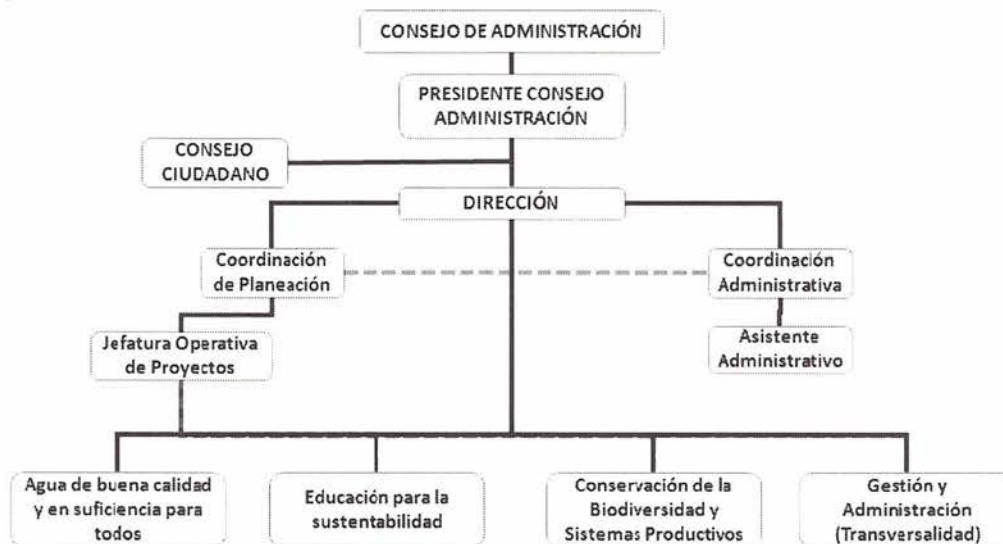 CONSEJO DE ADMINISTRACIÓN
PRESIDENTE CONSEJO
ADMINISTRACIÓN
CONSEJO
CIUDADANO
DIRECCIÓN
Coordinación
de Planeación
Coordinación
Administrativa
Jefatura Operativa
de Proyectos
Asistente
Administrativo
Agua de buena calidad
y en suficiencia para
todos
Educación para la
sustentabilidad
Conservación de la
Biodiversidad y
Sistemas Productivos
Gestión y
Administración
(Transversalidad)